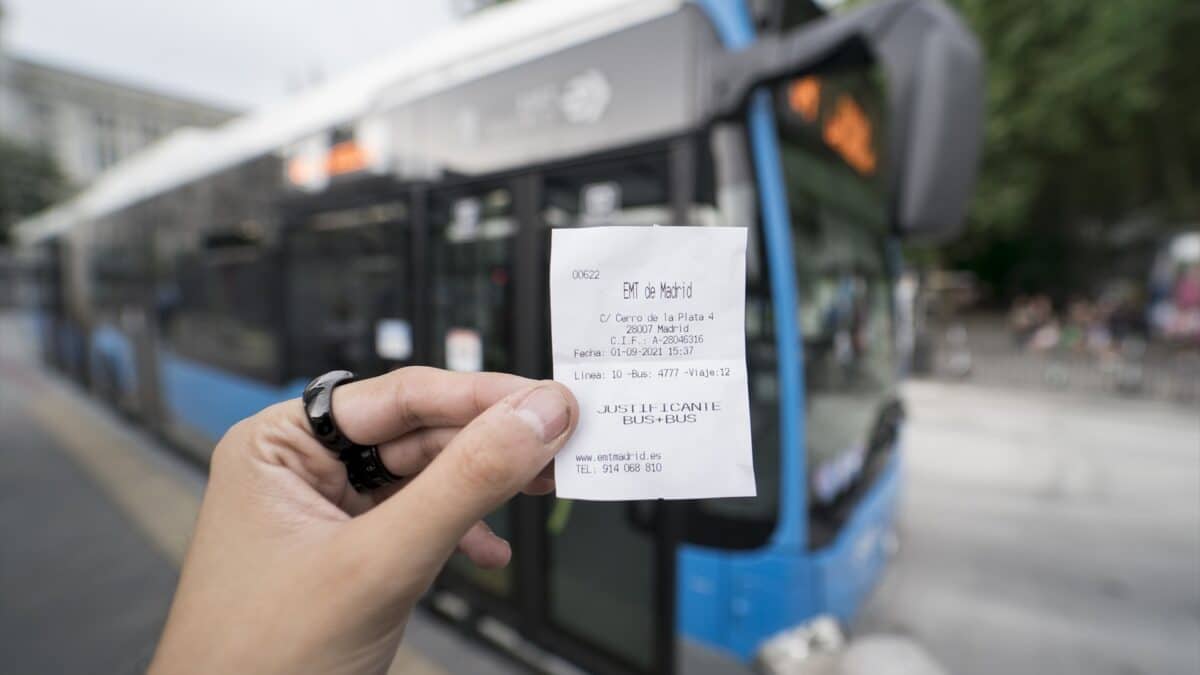 00622
EMT de Madrid
C/ Cerro de la Plata 4
28007 Madrid
C.I.F.: A-28046316
Fecha: 01-09-2021 15:37
Linea: 10 -Bus: 4777 -Viaje:12
JUSTIFICANTE
BUS+BUS
www.emtmadrid.es
TEL: 914 068 810